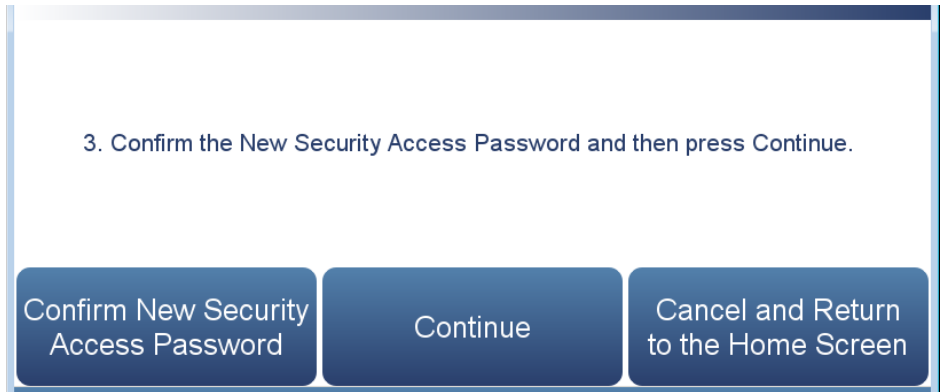 3. Confirm the New Security Access Password and then press Continue.
Confirm New Security
Access Password
Continue
Cancel and Return
to the Home Screen